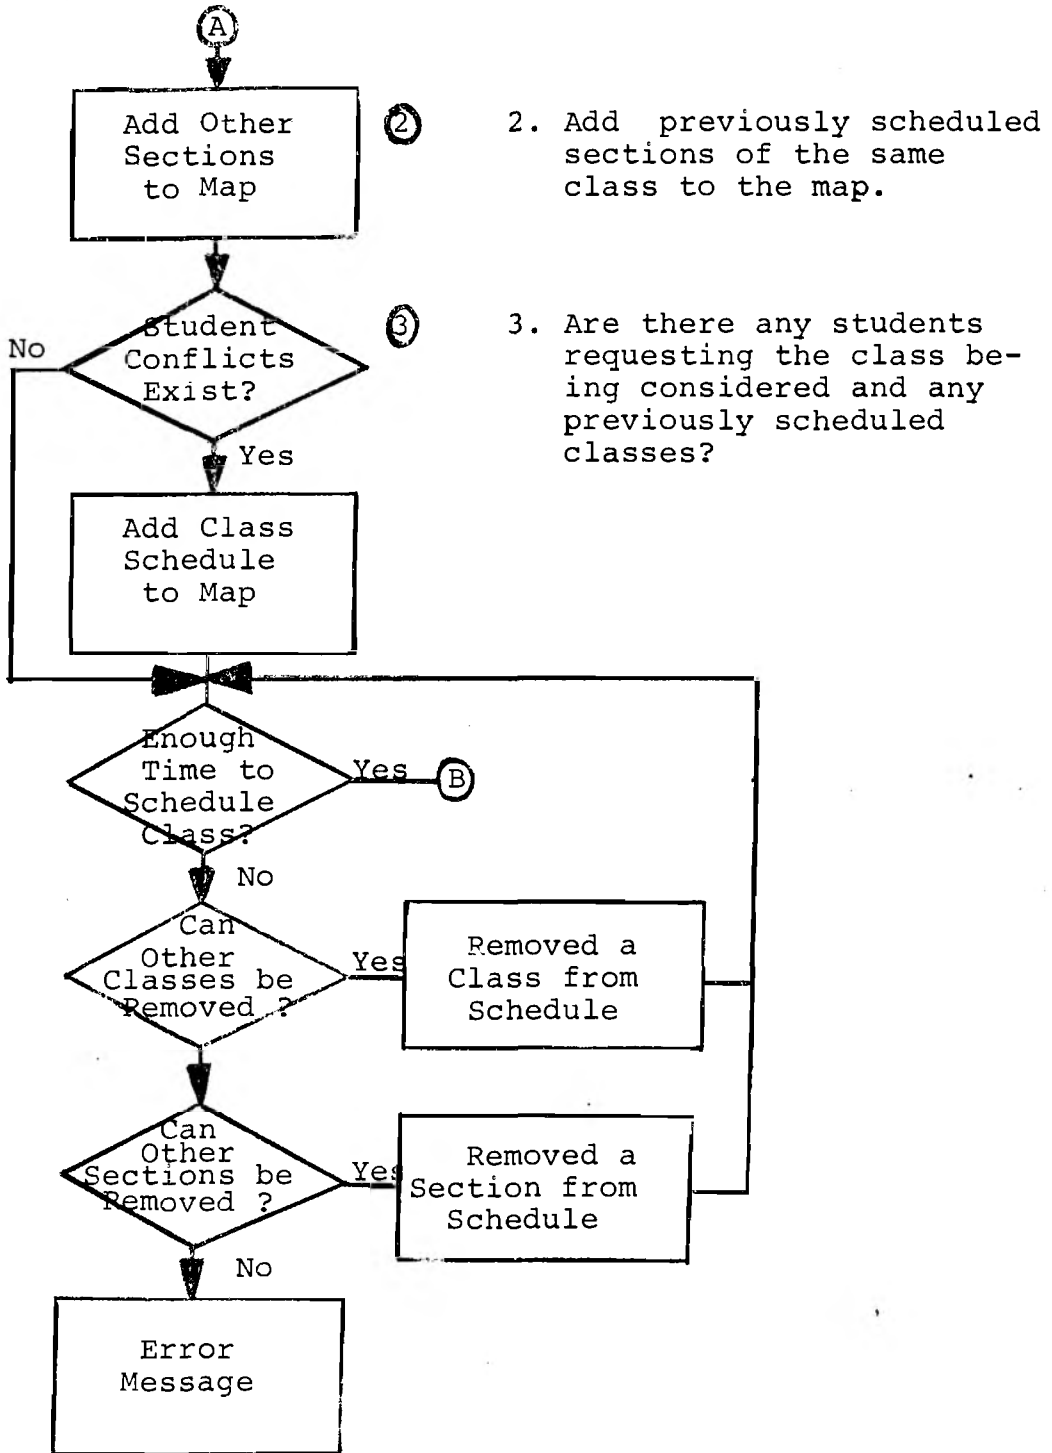 A
Add Other
Sections
to Map
2
2. Add previously scheduled
sections of the same
class to the map.
Student
Conflicts
Exist?
No
3
3. Are there any students
requesting the class be-
ing considered and any
previously scheduled
classes?
Yes
Add Class
Schedule
to Map
Enough
Time to
Schedule
Class?
Yes
B
No
Can
Other
Classes be
Removed ?
Yes
Removed a
Class from
Schedule
Can
Other
Sections be
Removed ?
Yes
Removed a
Section from
Schedule
No
Error
Message